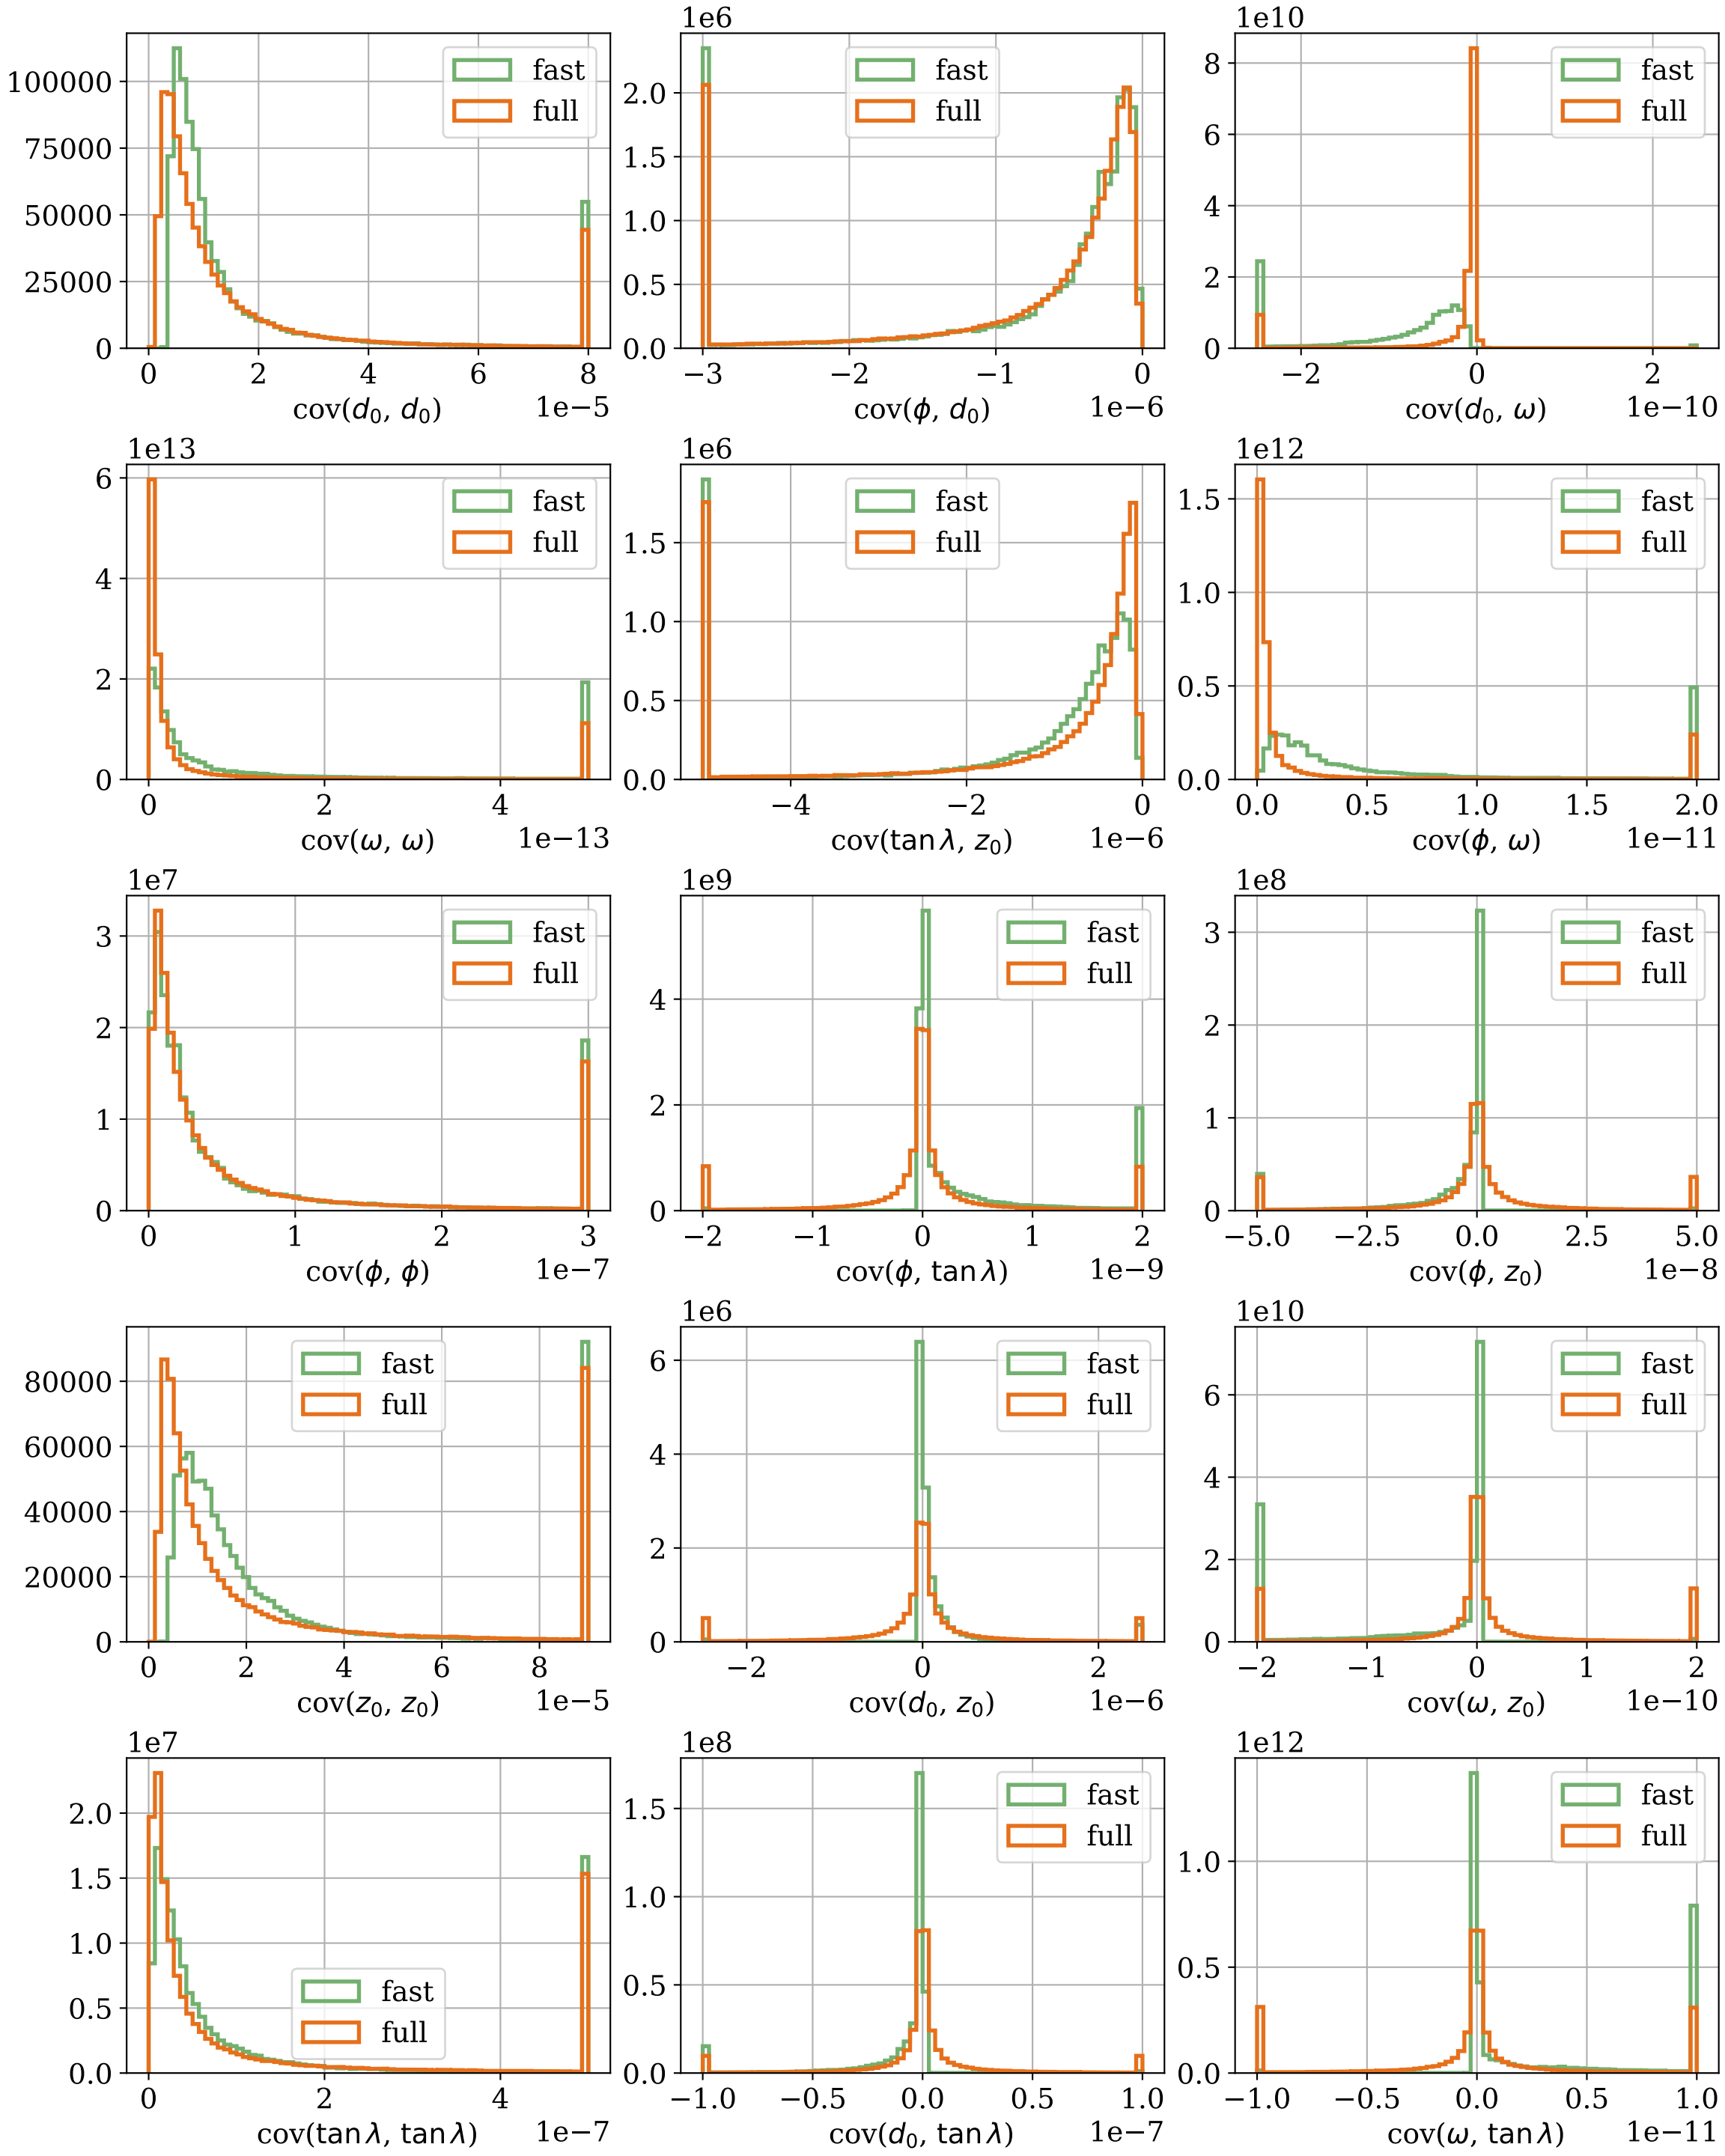 1e6 1e10
100000 75000 50000 25000 0
fast
full
0 2 4 6 8
cov(d₀, d₀) 1e−5
2.0 1.5 1.0 0.5 0.0
fast
full
−3 −2 −1 0
cov(ϕ, d₀) 1e−6
8 6 4 2 0
fast
full
−2 0 2
cov(d₀, ω) 1e−10
1e13
6 4 2 0
fast
full
0 2 4
cov(ω, ω) 1e−13
1e6
1.5 1.0 0.5 0.0
fast
full
−4 −2 0
cov(tan λ, z₀) 1e−6
1e12
1.5 1.0 0.5 0.0
fast
full
0.0 0.5 1.0 1.5 2.0
cov(ϕ, ω) 1e−11
1e7
3 2 1 0
fast
full
0 1 2 3
cov(ϕ, ϕ) 1e−7
1e9
4 2 0
fast
full
−2 −1 0 1 2
cov(ϕ, tan λ) 1e−9
1e8
3 2 1 0
fast
full
−5.0 −2.5 0.0 2.5 5.0
cov(ϕ, z₀) 1e−8
80000 60000 40000 20000 0
fast
full
0 2 4 6 8
cov(z₀, z₀) 1e−5
1e6
6 4 2 0
fast
full
−2 0 2
cov(d₀, z₀) 1e−6
1e10
6 4 2 0
fast
full
−2 −1 0 1 2
cov(ω, z₀) 1e−10
1e7
2.0 1.5 1.0 0.5 0.0
fast
full
0 2 4
cov(tan λ, tan λ) 1e−7
1e8
1.5 1.0 0.5 0.0
fast
full
−1.0 −0.5 0.0 0.5 1.0
cov(d₀, tan λ) 1e−7
1e12
1.0 0.5 0.0
fast
full
−1.0 −0.5 0.0 0.5 1.0
cov(ω, tan λ) 1e−11